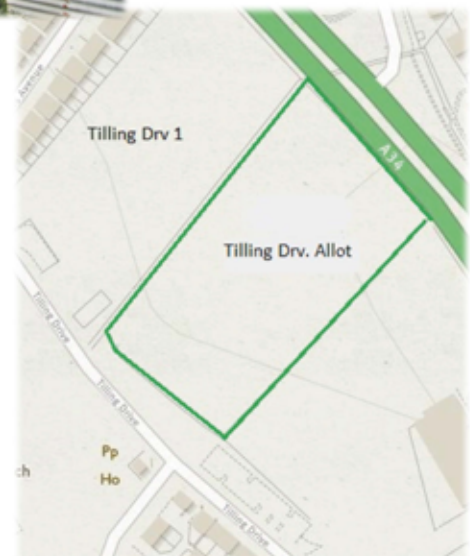 Avenue
Tilling Drv 1
A34
Tilling Drv. Allot
Tilling Drive
Tilling Drive
Pp
Ho
ch
Tilling Drive